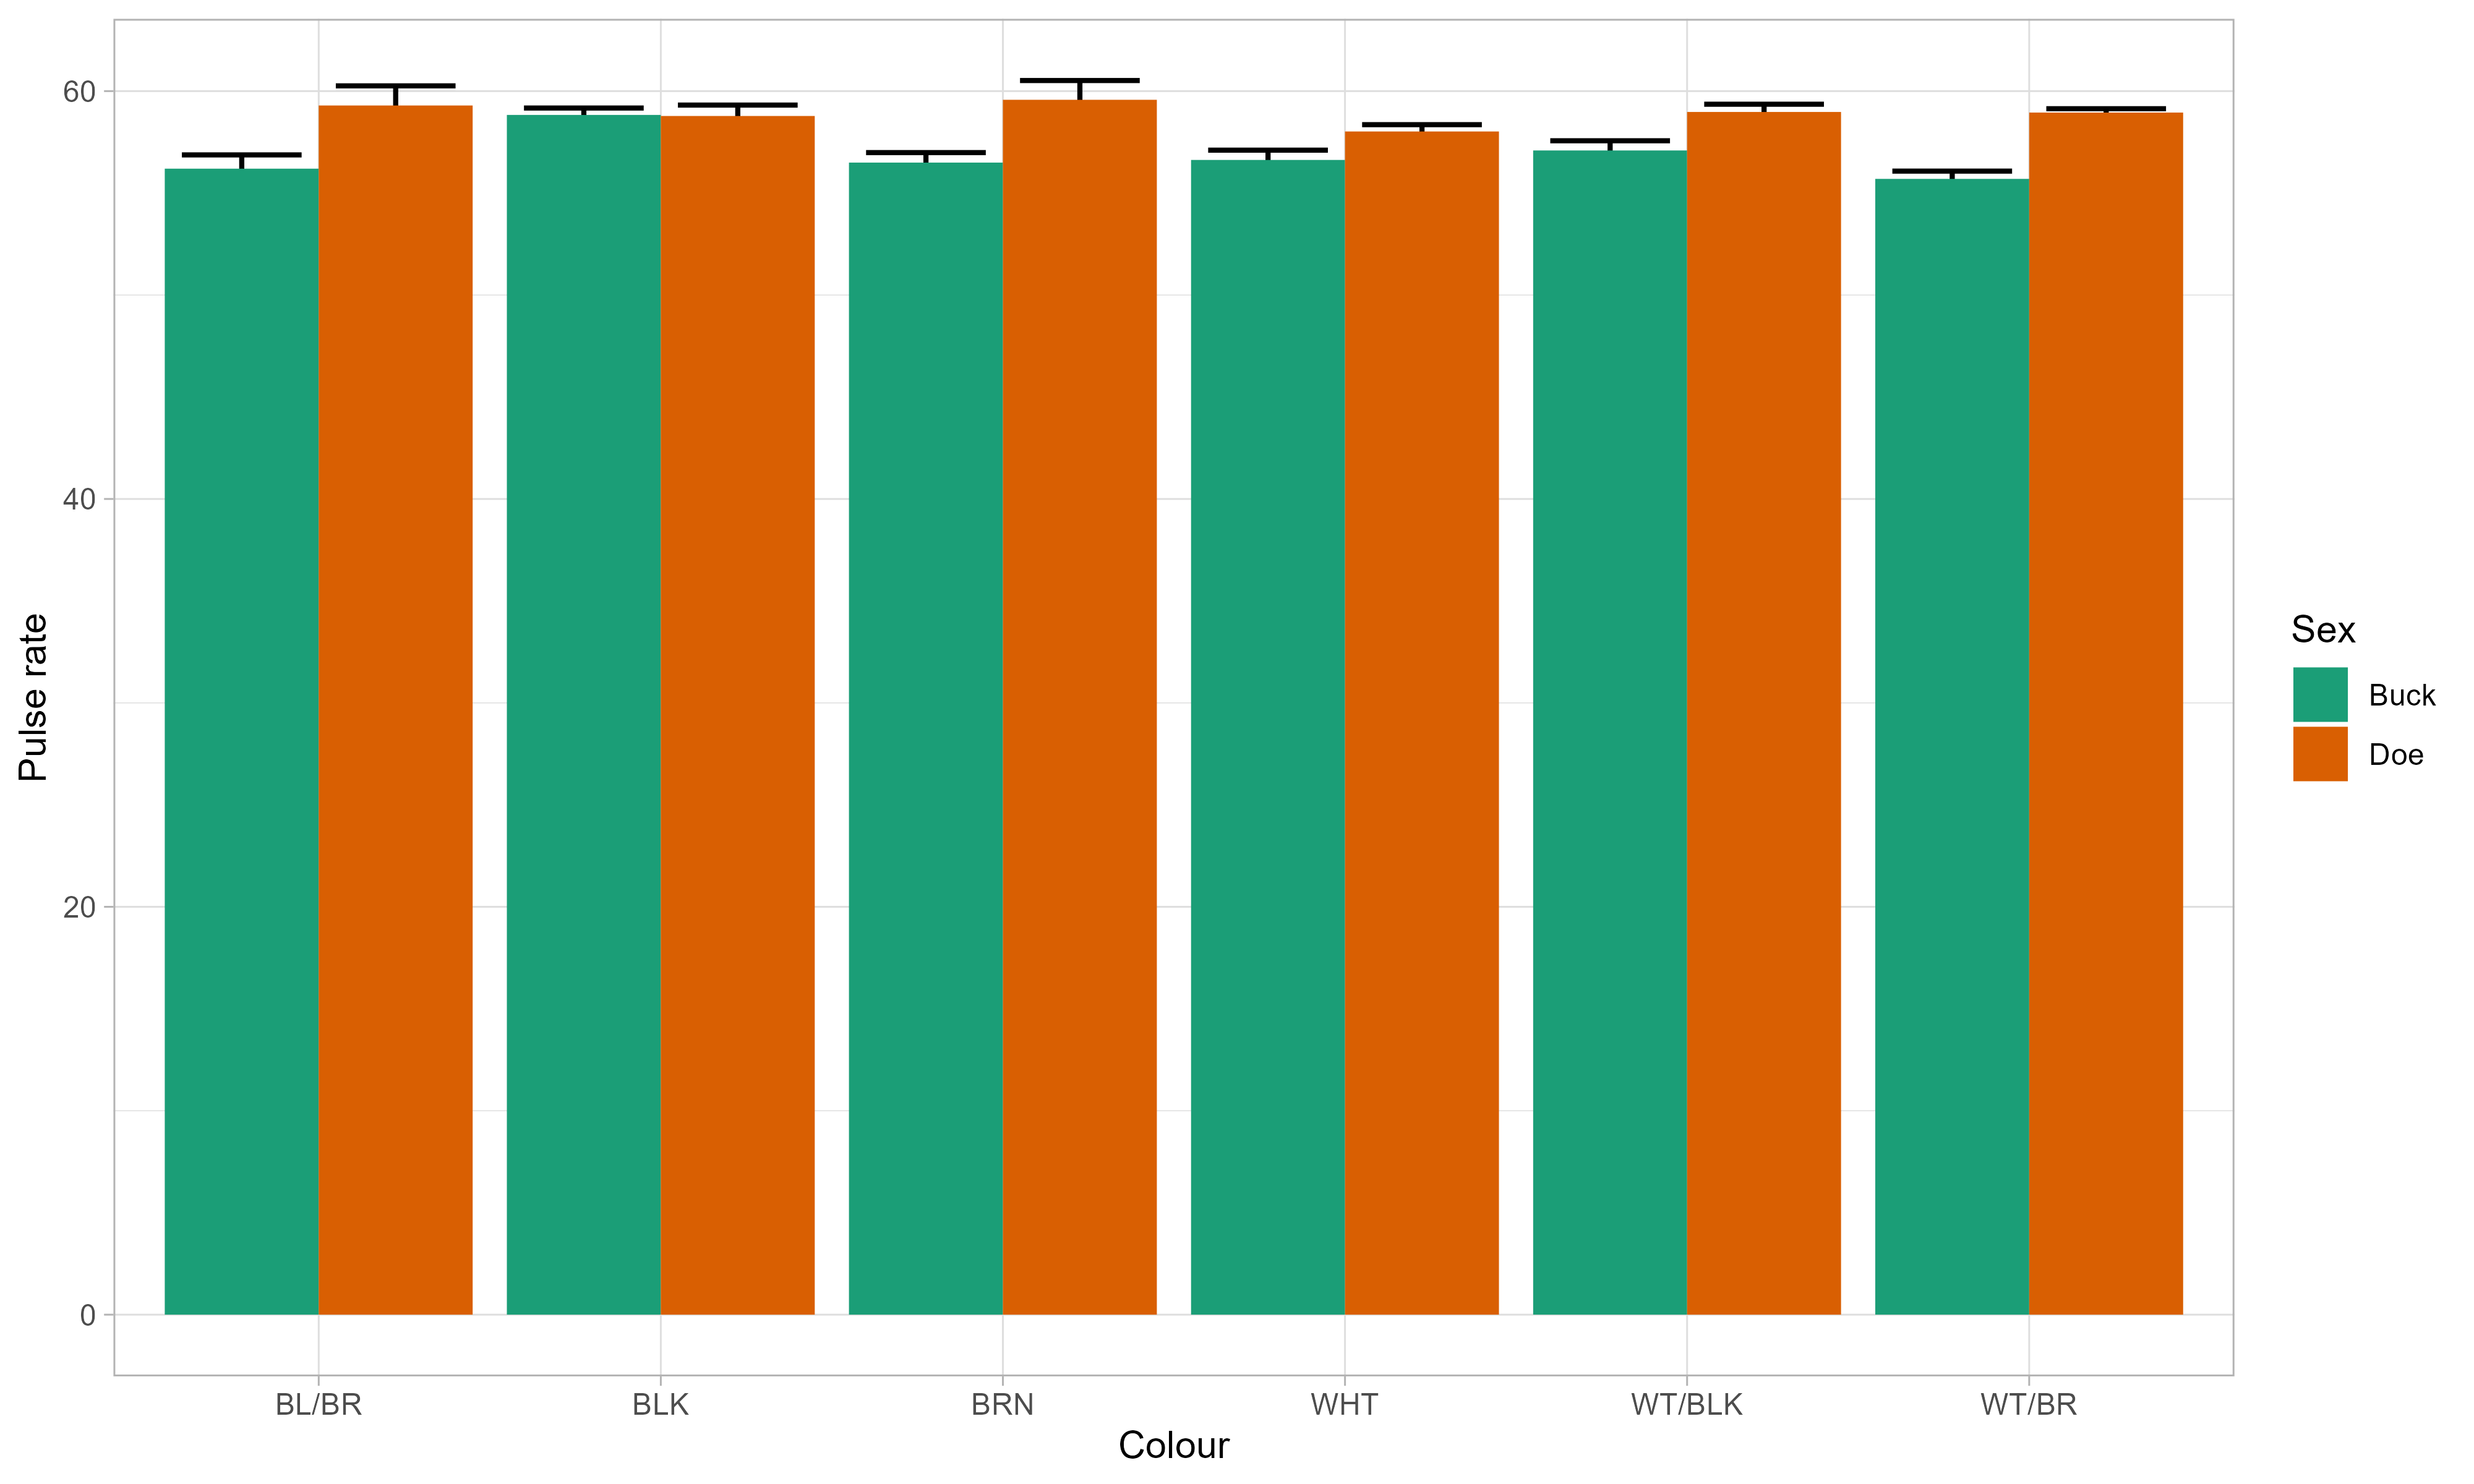 60
40
20
0
Pulse rate
BL/BR
BLK
BRN
WHT
WT/BLK
WT/BR
Colour
Sex
Buck
Doe